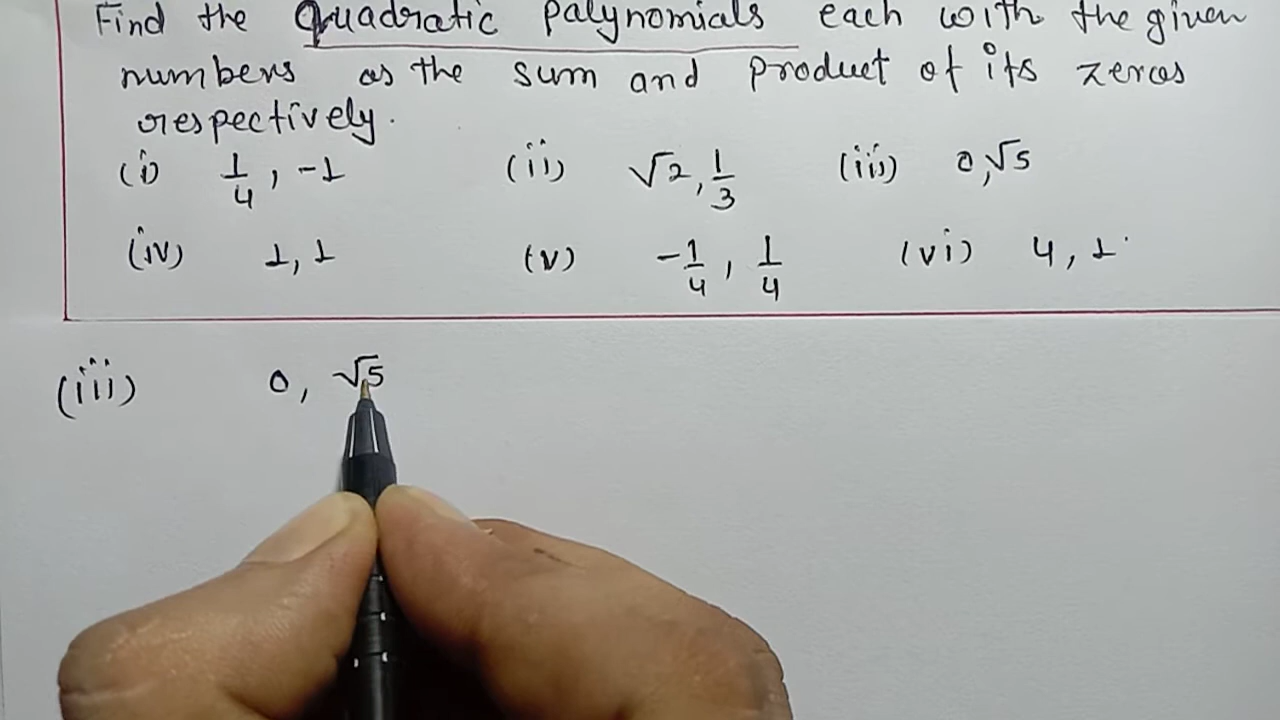 Find the Quadratic Palynomials each with the given
numbers as the sum and product of its zeros
respectively.
(i) 1/4, -1 (ii) √2, 1/3 (iii) 0, √5
(iv) 1, 1 (v) -1/4, 1/4 (vi) 4, 1
(iii) 0, √5